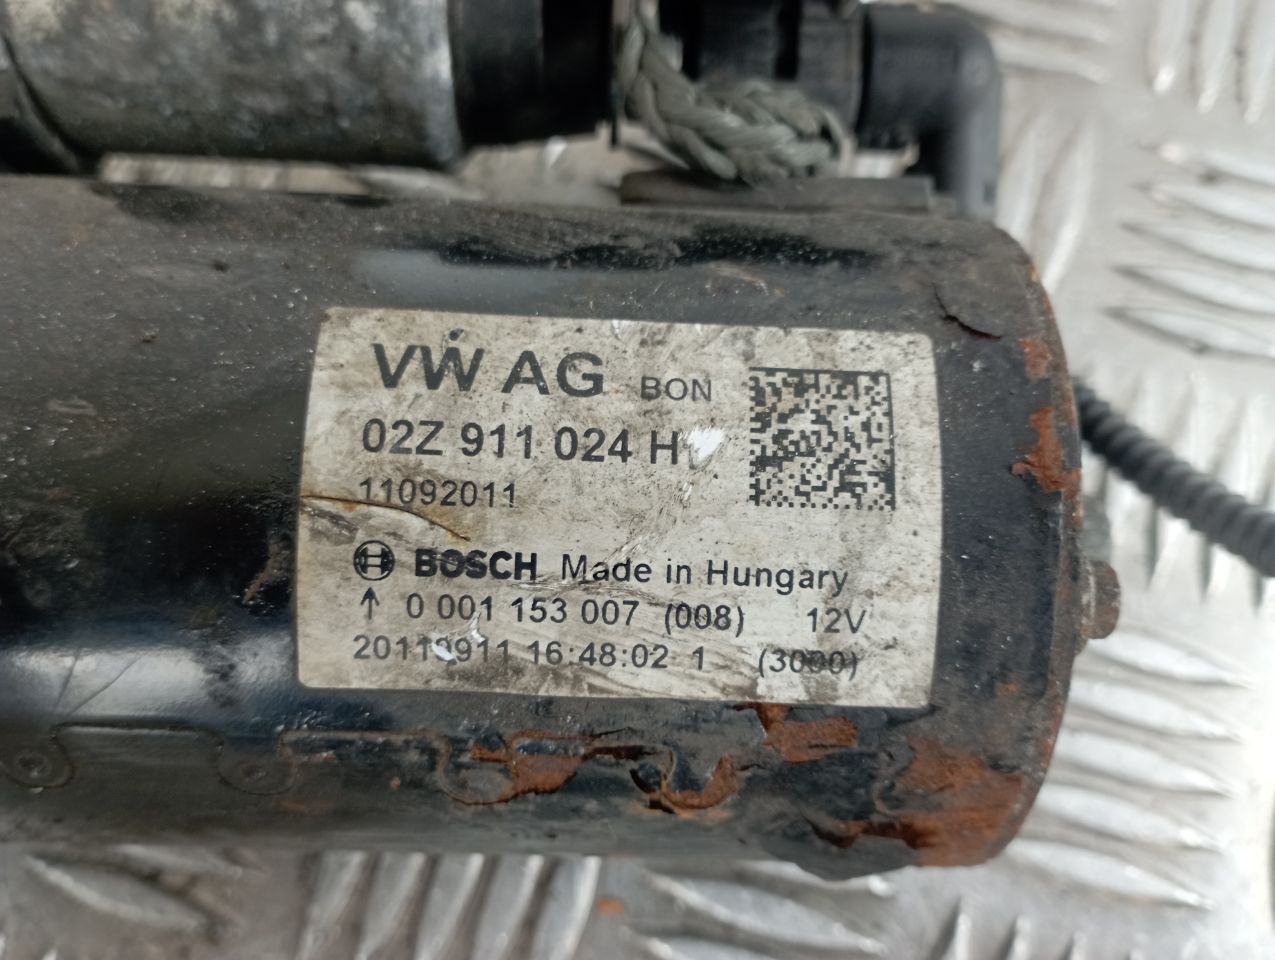 VW AG BON
02Z 911 024 H
11092011
BOSCH Made in Hungary
↑ 0 001 153 007 (008) 12V
20110911 16:48:02 1 (3000)